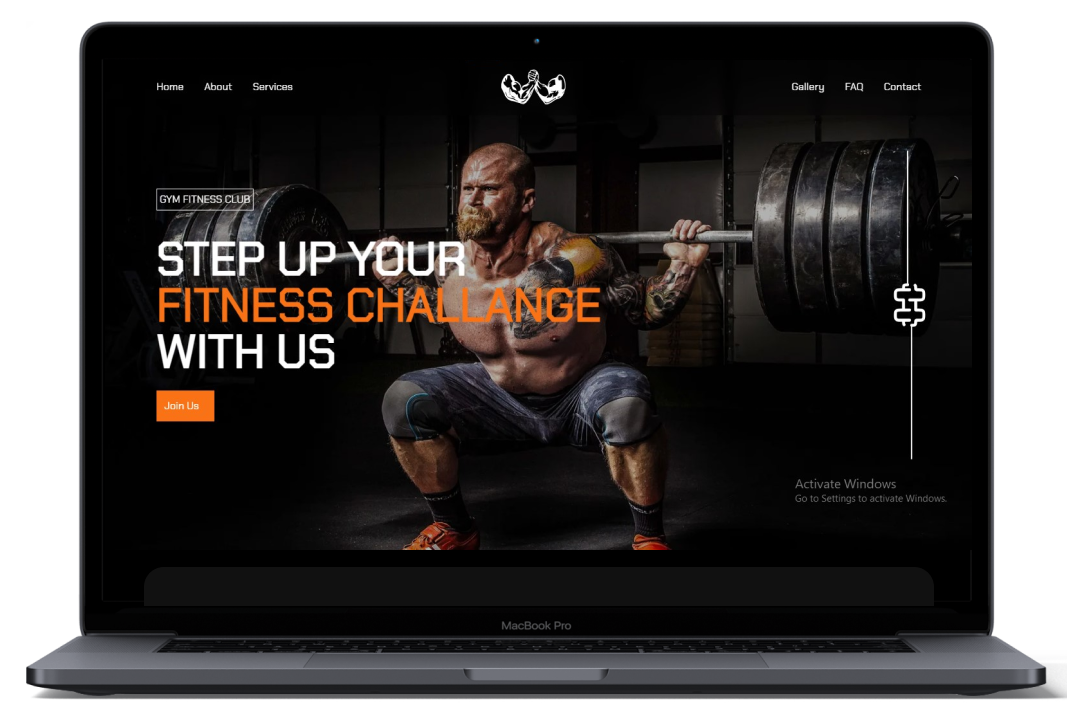 Home About Services Gallery FAQ Contact
GYM FITNESS CLUB
STEP UP YOUR
FITNESS CHALLANGE
WITH US
Join Us
Activate Windows
Go to Settings to activate Windows.
MacBook Pro